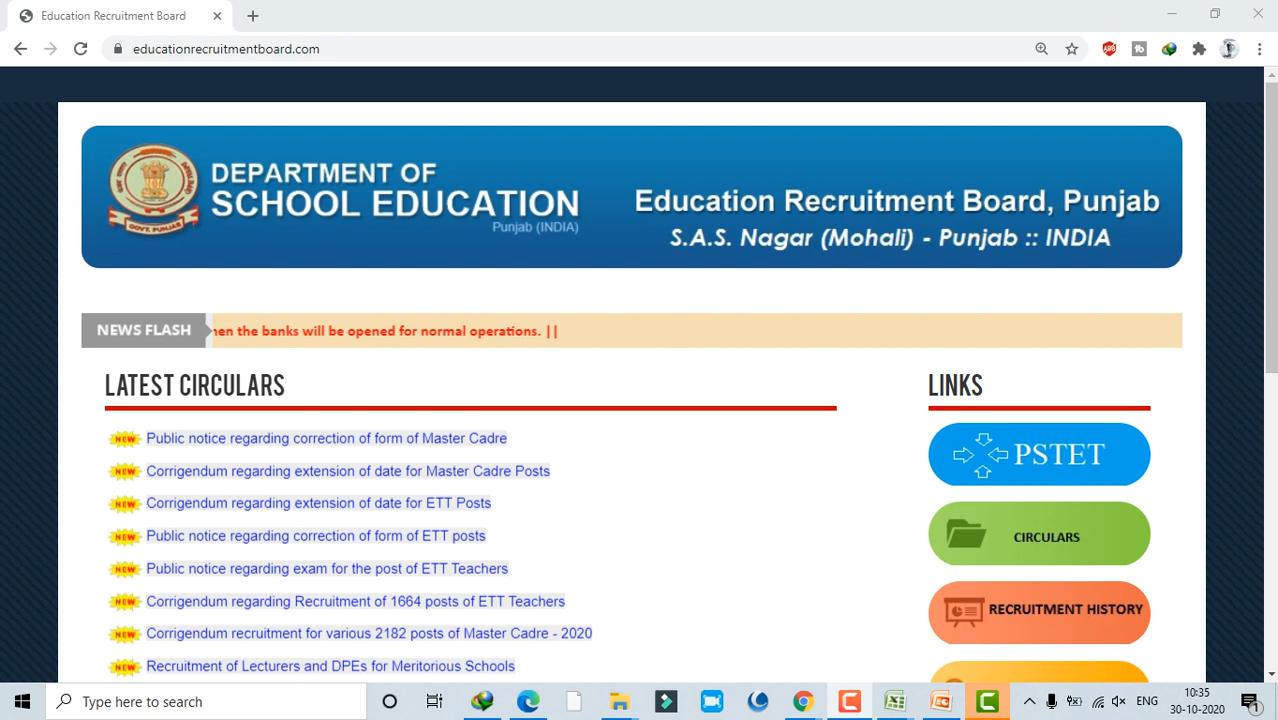 Education Recruitment Board
educationrecruitmentboard.com
DEPARTMENT OF
SCHOOL EDUCATION
Punjab (INDIA)
GOVT. PUNJAB
Education Recruitment Board, Punjab
S.A.S. Nagar (Mohali) - Punjab :: INDIA
NEWS FLASH
hen the banks will be opened for normal operations. ||
LATEST CIRCULARS
NEW Public notice regarding correction of form of Master Cadre
NEW Corrigendum regarding extension of date for Master Cadre Posts
NEW Corrigendum regarding extension of date for ETT Posts
NEW Public notice regarding correction of form of ETT posts
NEW Public notice regarding exam for the post of ETT Teachers
NEW Corrigendum regarding Recruitment of 1664 posts of ETT Teachers
NEW Corrigendum recruitment for various 2182 posts of Master Cadre - 2020
NEW Recruitment of Lecturers and DPEs for Meritorious Schools
LINKS
PSTET
CIRCULARS
RECRUITMENT HISTORY
Type here to search
ENG
10:35
30-10-2020
1